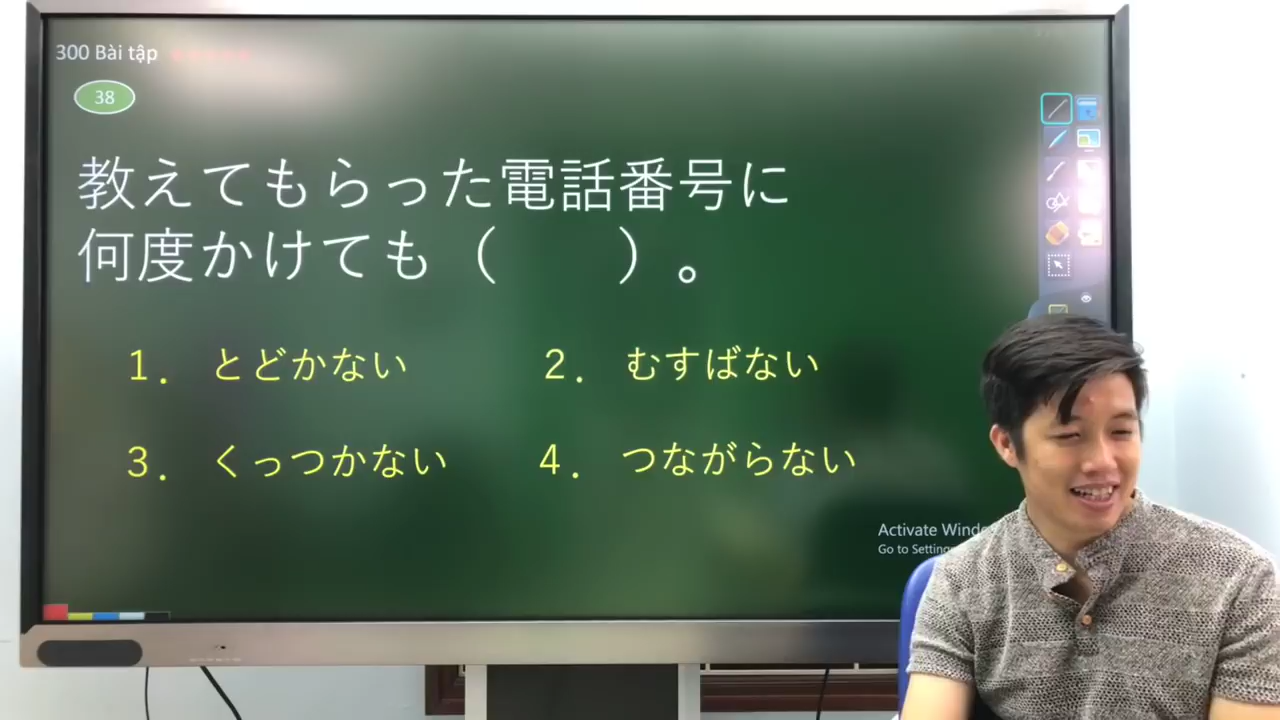 300 Bài tập
38
教えてもらった電話番号に
何度かけても（　　）。
1． とどかない
2． むすばない
3． くっつかない
4． つながらない
Activate
Go to